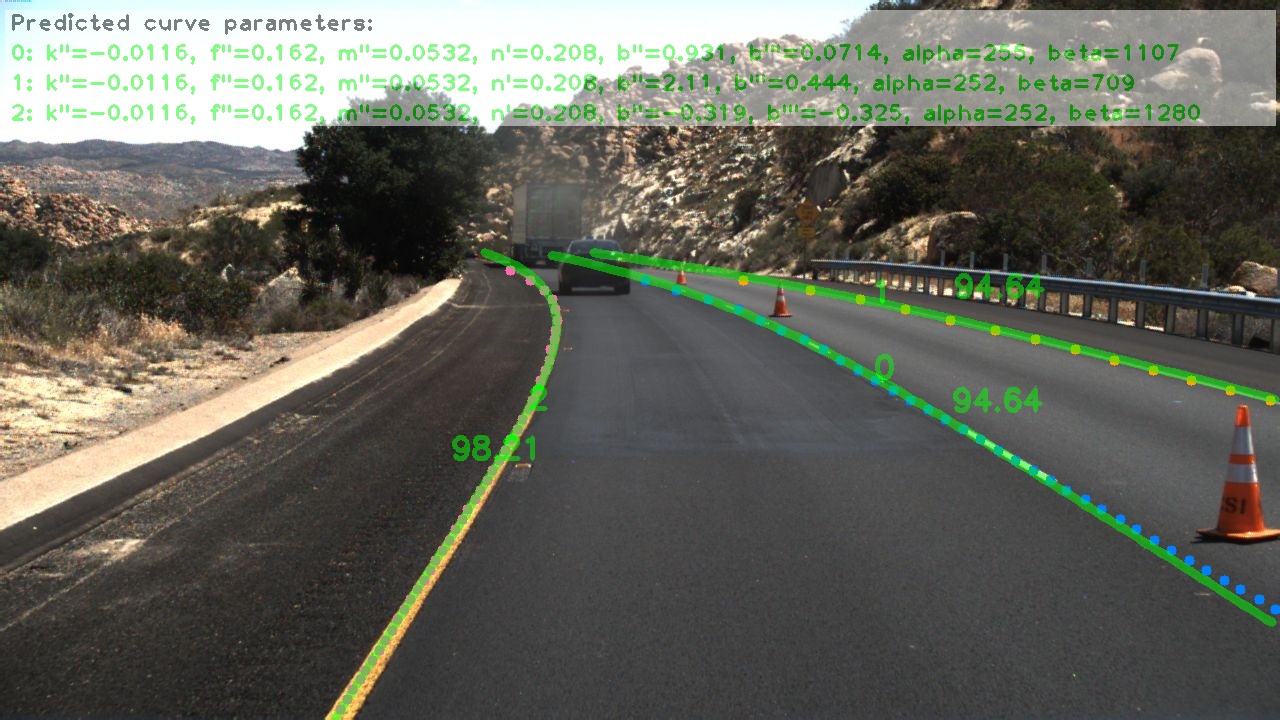 Predicted curve parameters:
0: k''=-0.0116, f''=0.162, m''=0.0532, n'=0.208, b''=0.931, b'''=0.0714, alpha=255, beta=1107
1: k''=-0.0116, f''=0.162, m''=0.0532, n'=0.208, b''=2.11, b'''=0.444, alpha=252, beta=709
2: k''=-0.0116, f''=0.162, m''=0.0532, n'=0.208, b''=-0.319, b'''=-0.325, alpha=252, beta=1280
1 94.64
0
94.64
2
98.21
CSI